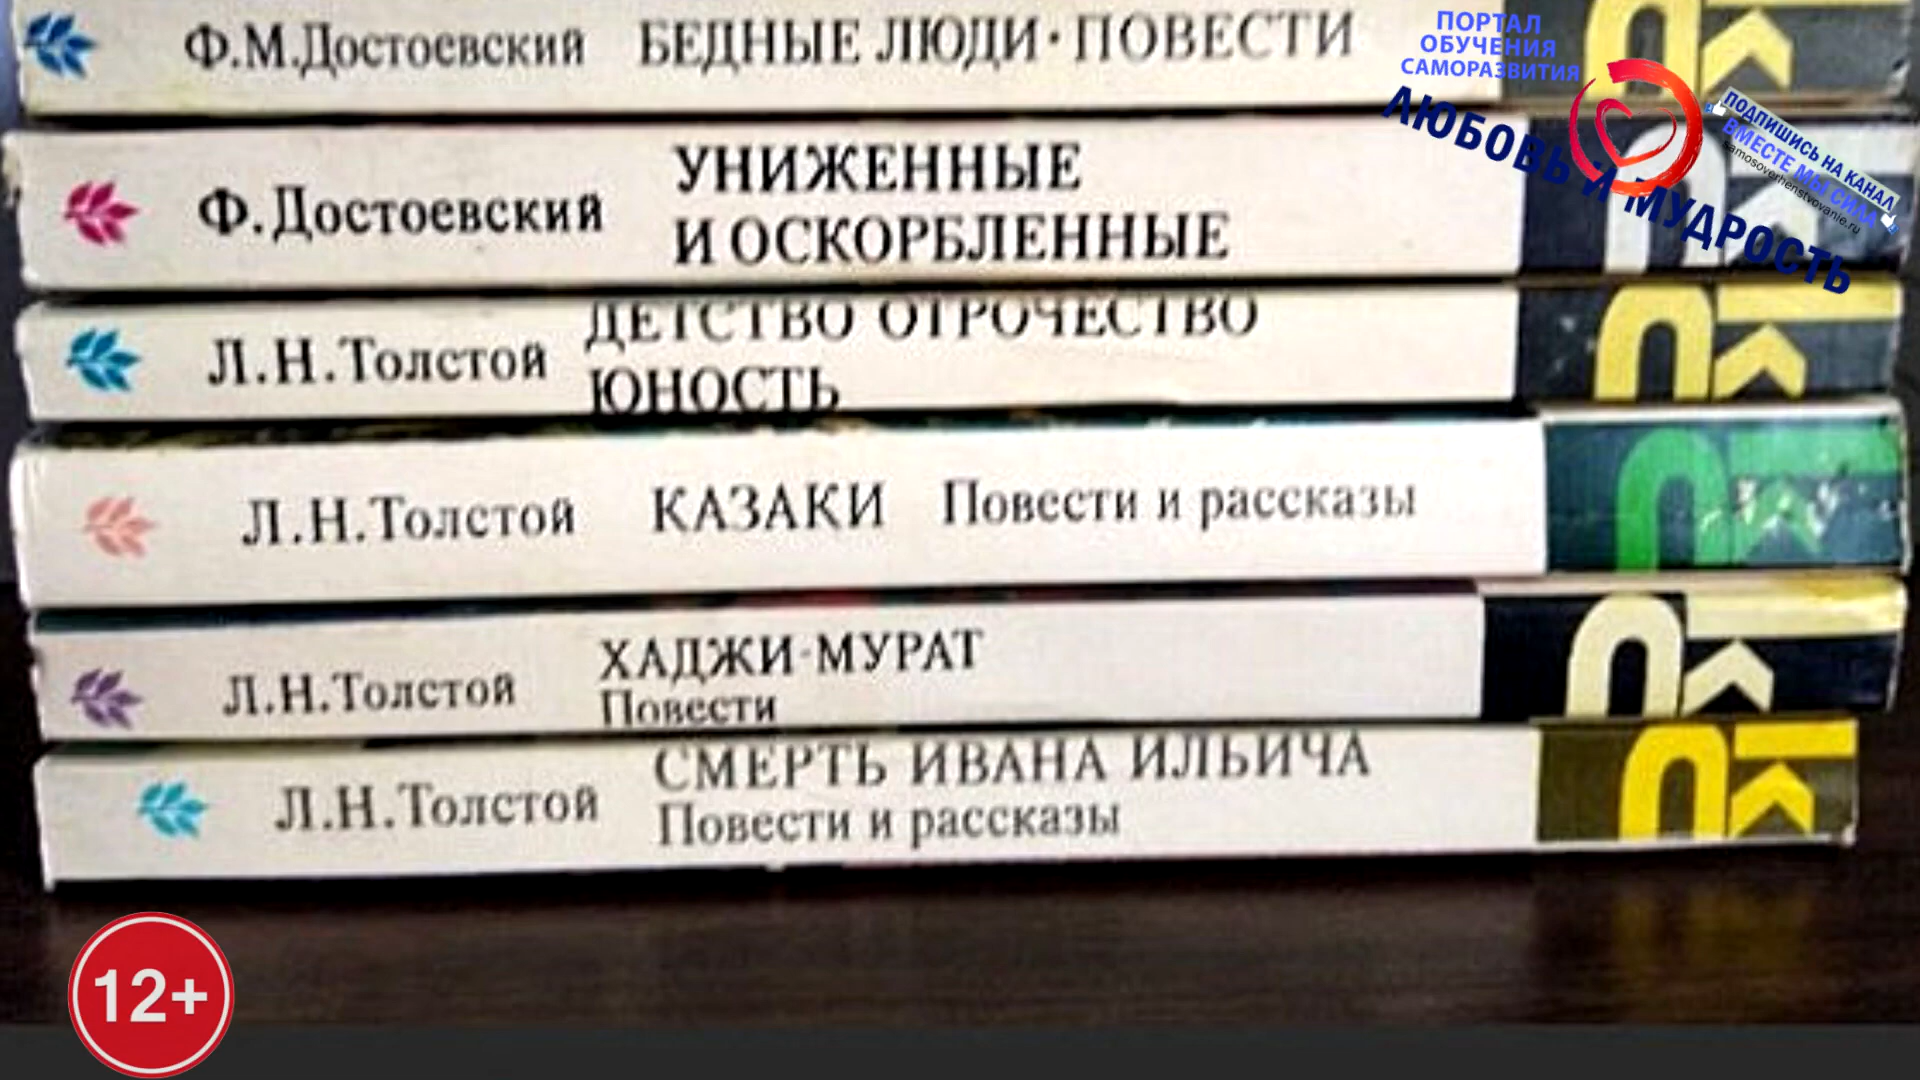 Ф.М.Достоевский БЕДНЫЕ ЛЮДИ·ПОВЕСТИ
ПОРТАЛ
ОБУЧЕНИЯ
САМОРАЗВИТИЯ
ЛЮБОВЬ И МУДРОСТЬ
ПОДПИШИСЬ НА КАНАЛ
ВМЕСТЕ МЫ СИЛА
samosoverhenstvovanie.ru
Ф.Достоевский УНИЖЕННЫЕ
И ОСКОРБЛЕННЫЕ
Л.Н.Толстой ДЕТСТВО ОТРОЧЕСТВО
ЮНОСТЬ
Л.Н.Толстой КАЗАКИ Повести и рассказы
Л.Н.Толстой ХАДЖИ-МУРАТ
Повести
Л.Н.Толстой СМЕРТЬ ИВАНА ИЛЬИЧА
Повести и рассказы
12+